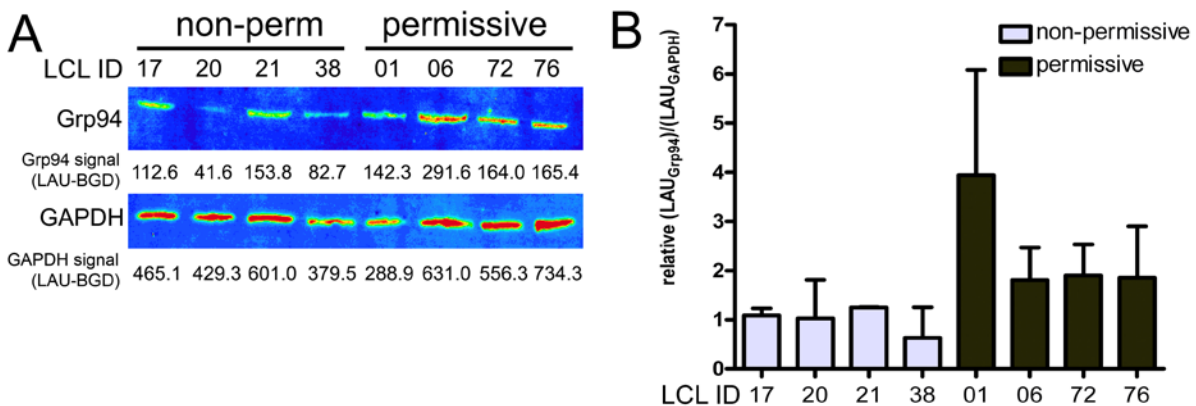 A
non-perm permissive
LCL ID 17 20 21 38 01 06 72 76
Grp94
Grp94 signal
(LAU-BGD) 112.6 41.6 153.8 82.7 142.3 291.6 164.0 165.4
GAPDH
GAPDH signal
(LAU-BGD) 465.1 429.3 601.0 379.5 288.9 631.0 556.3 734.3
B
relative (LAU_Grp94)/(LAU_GAPDH)
7
6
5
4
3
2
1
0
non-permissive
permissive
LCL ID 17 20 21 38 01 06 72 76